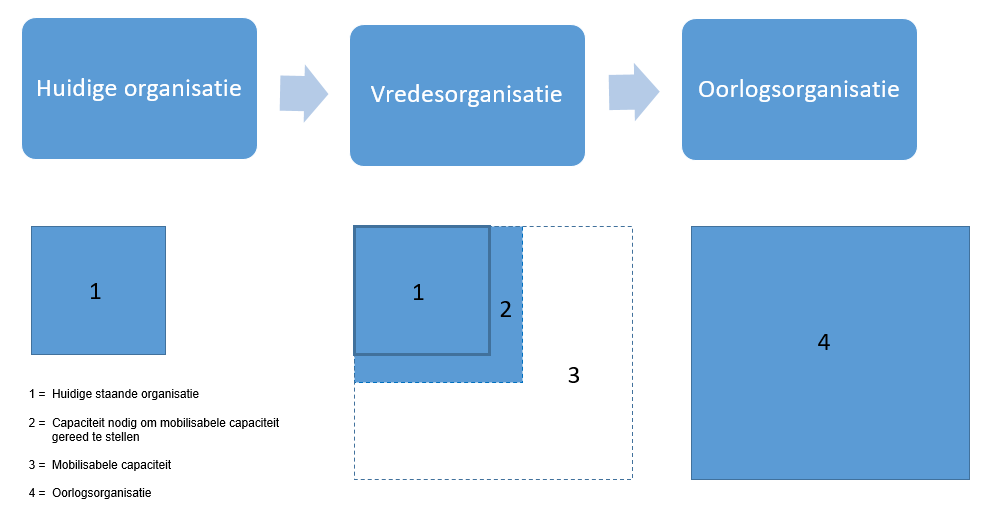 Huidige organisatie
Vredesorganisatie
Oorlogsorganisatie
1
1
2
3
4
1 = Huidige staande organisatie
2 = Capaciteit nodig om mobilisabele capaciteit
gereed te stellen
3 = Mobilisabele capaciteit
4 = Oorlogsorganisatie